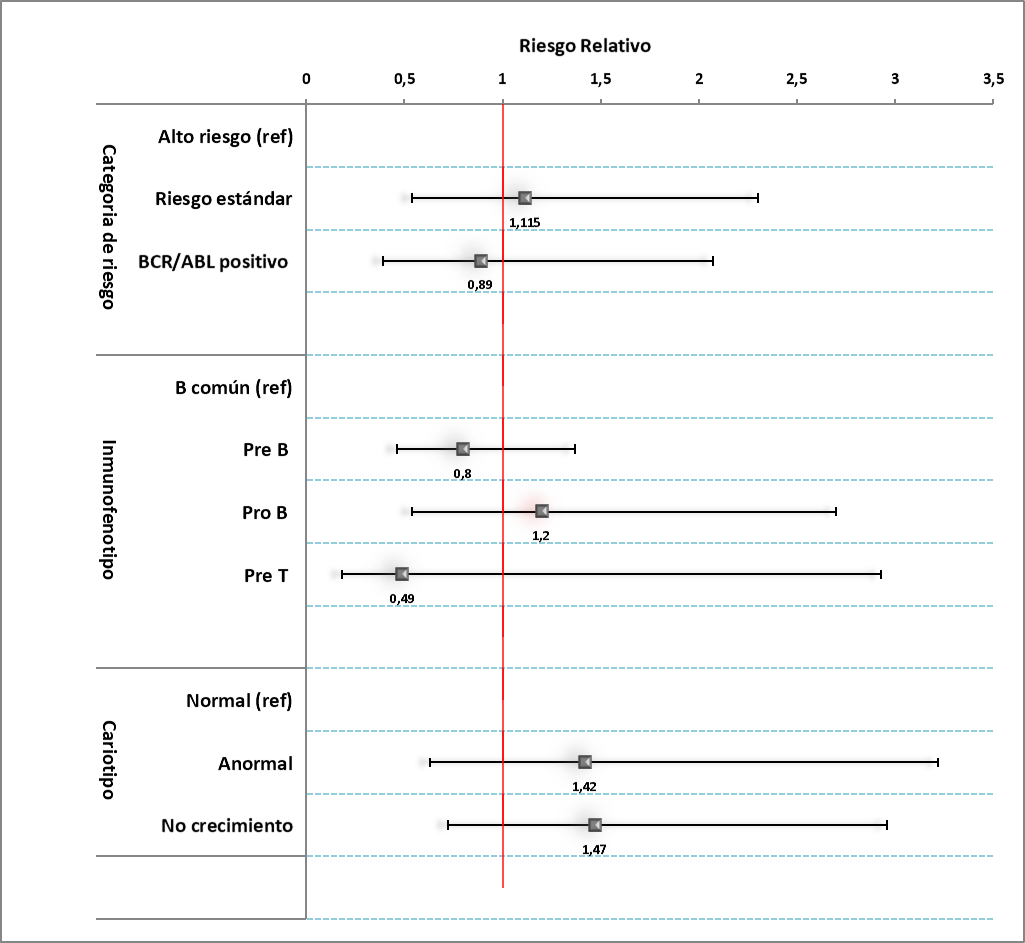 Riesgo Relativo
0 0,5 1 1,5 2 2,5 3 3,5
Categoria de riesgo
Alto riesgo (ref)
Riesgo estándar
1,115
BCR/ABL positivo
0,89
Inmunofenotipo
B común (ref)
Pre B
0,8
Pro B
1,2
Pre T
0,49
Cariotipo
Normal (ref)
Anormal
1,42
No crecimiento
1,47